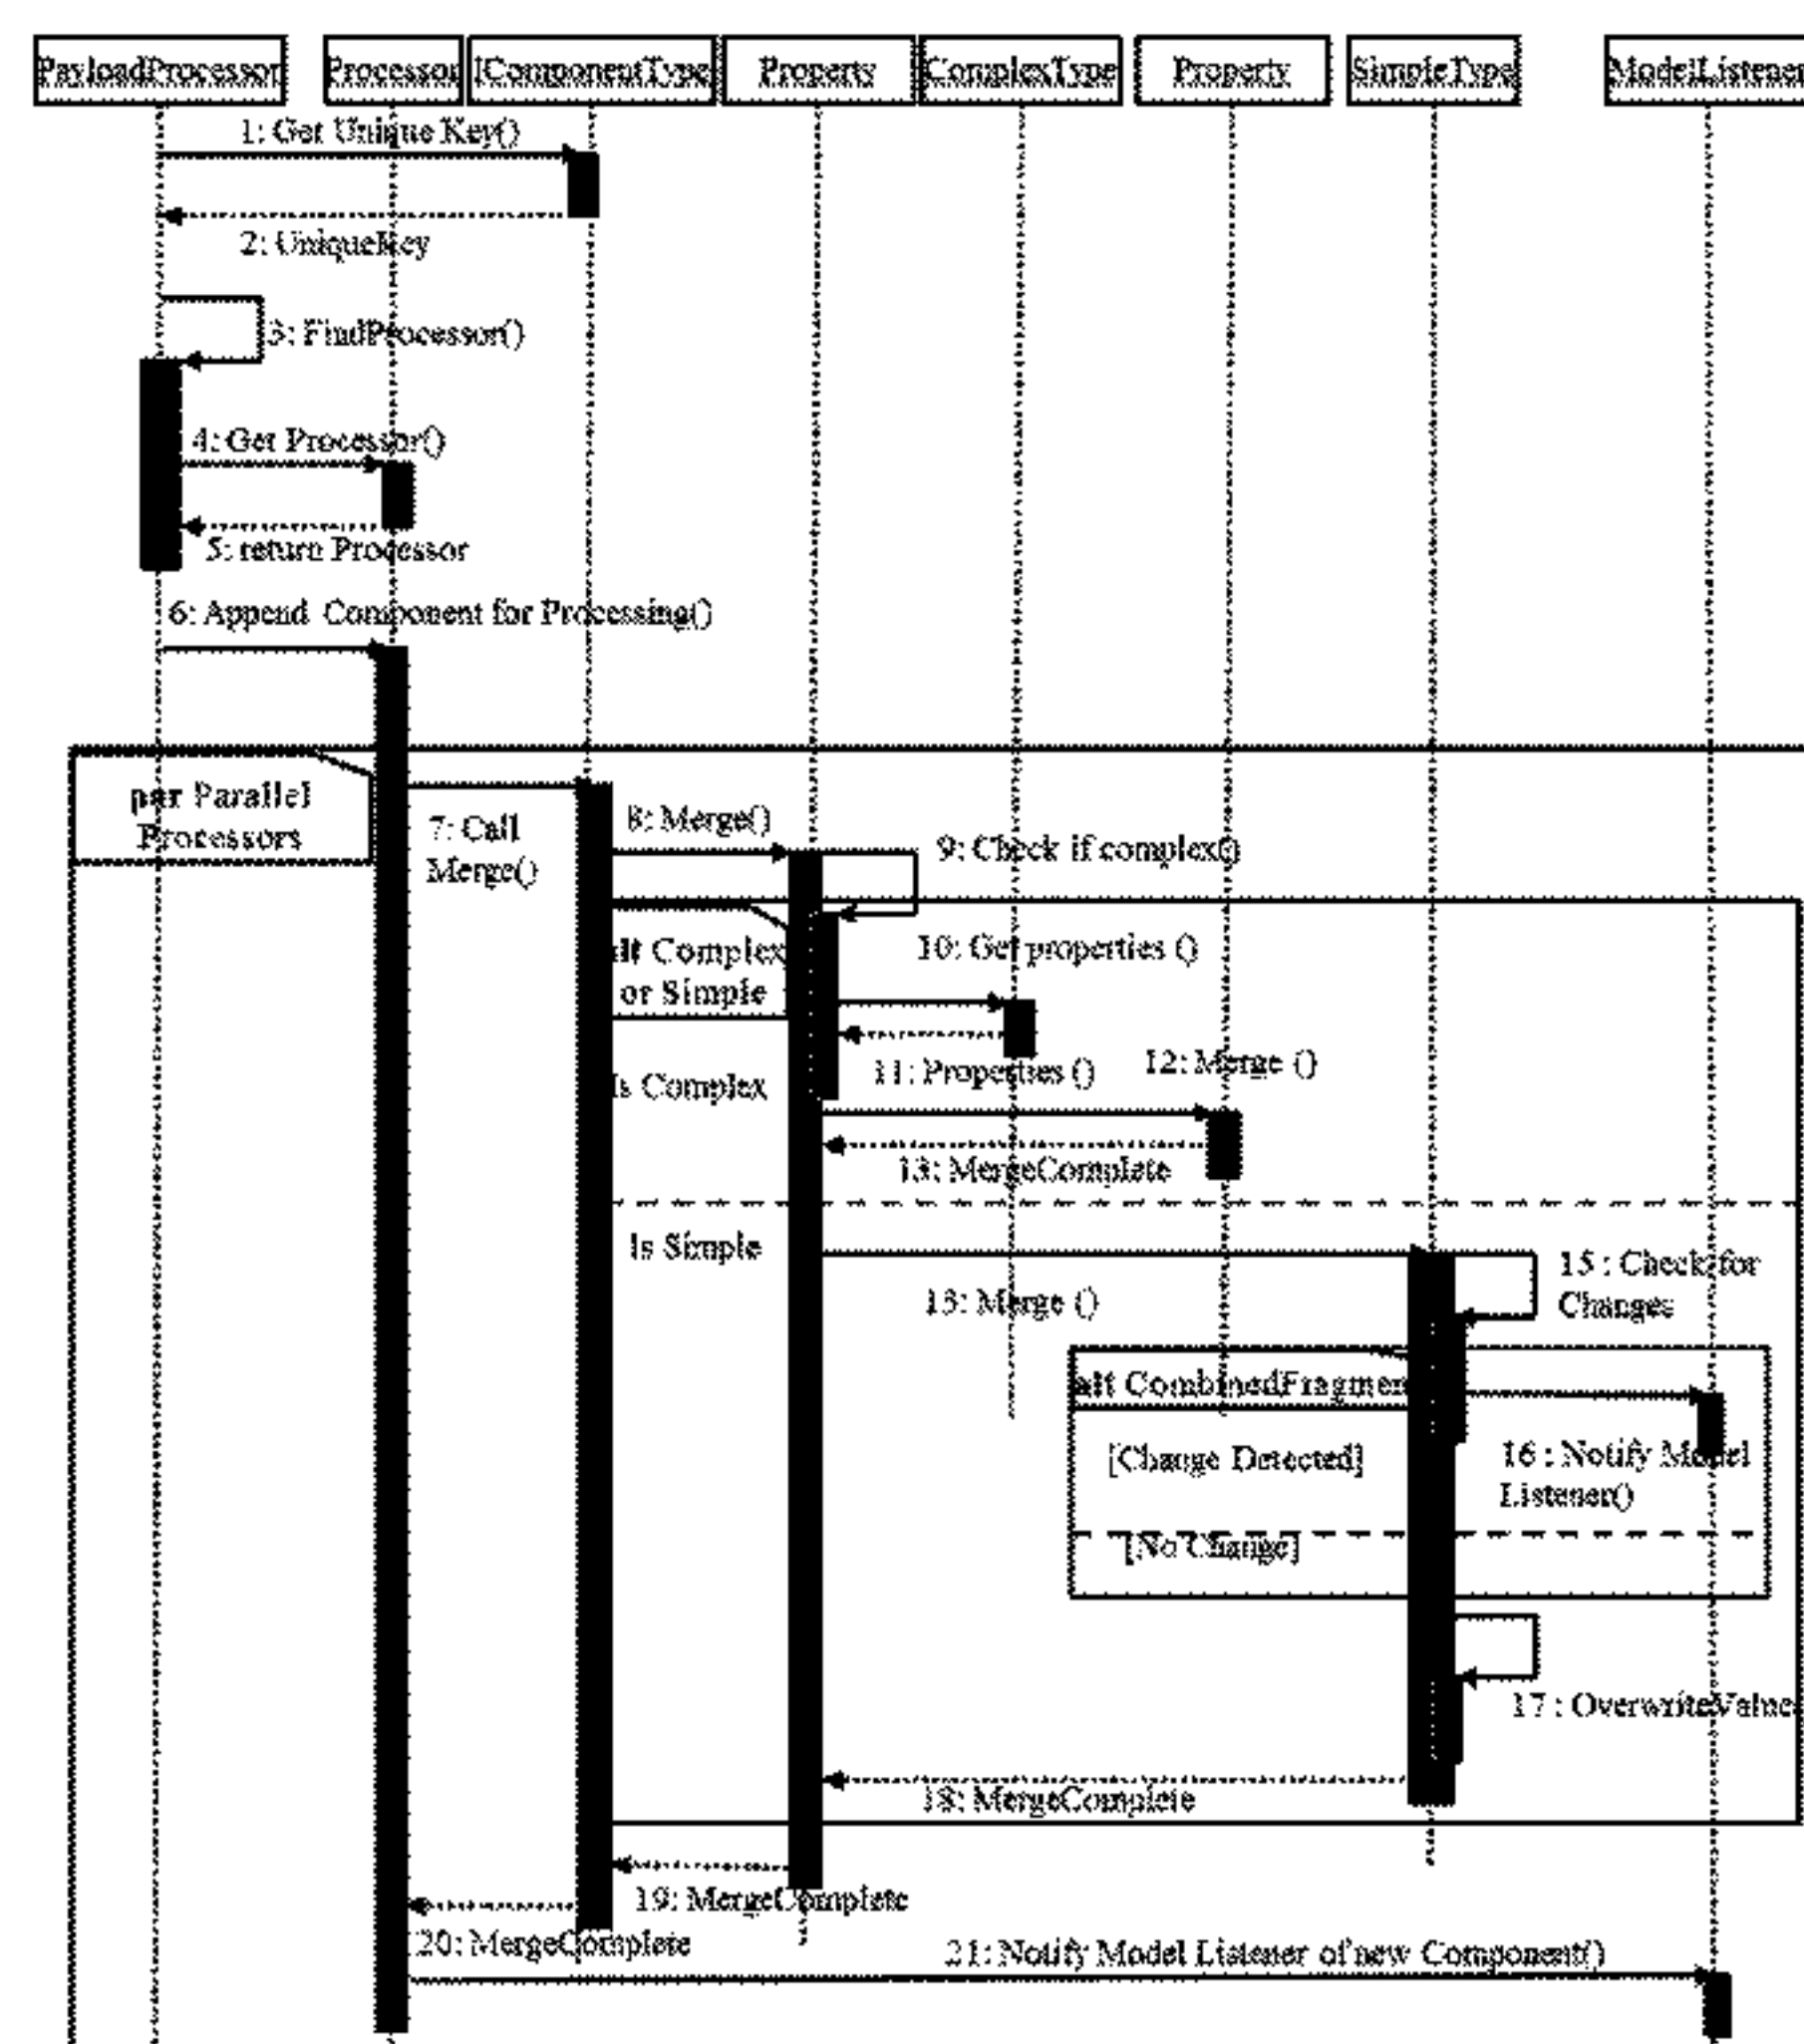 PayloadProcessor Processor IComponentType Property ComplexType Property SimpleType ModelListener
1: Get Unique Key()
2: UniqueKey
3: FindProcessor()
4: Get Processor()
5: return Processor
6: Append Component for Processing()
par Parallel
Processors
7: Call
Merge()
8: Merge()
9: Check if complex()
alt Complex
or Simple
10: Get properties ()
11: Properties ()
Is Complex
12: Merge ()
13: MergeComplete
Is Simple
13: Merge ()
15 : Check for
Changes
alt CombinedFragmen
[Change Detected]
16 : Notify Model
Listener()
[No Change]
17 : OverwriteValue
18: MergeComplete
19: MergeComplete
20: MergeComplete
21: Notify Model Listener of new Component()